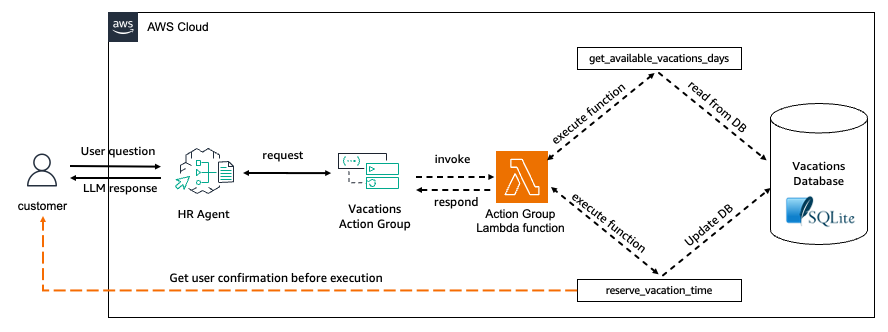 aws
AWS Cloud
get_available_vacations_days
execute function
read from DB
User question
LLM response
customer
HR Agent
request
Vacations
Action Group
invoke
respond
Action Group
Lambda function
Vacations
Database
SQLite
execute function
Update DB
Get user confirmation before execution
reserve_vacation_time